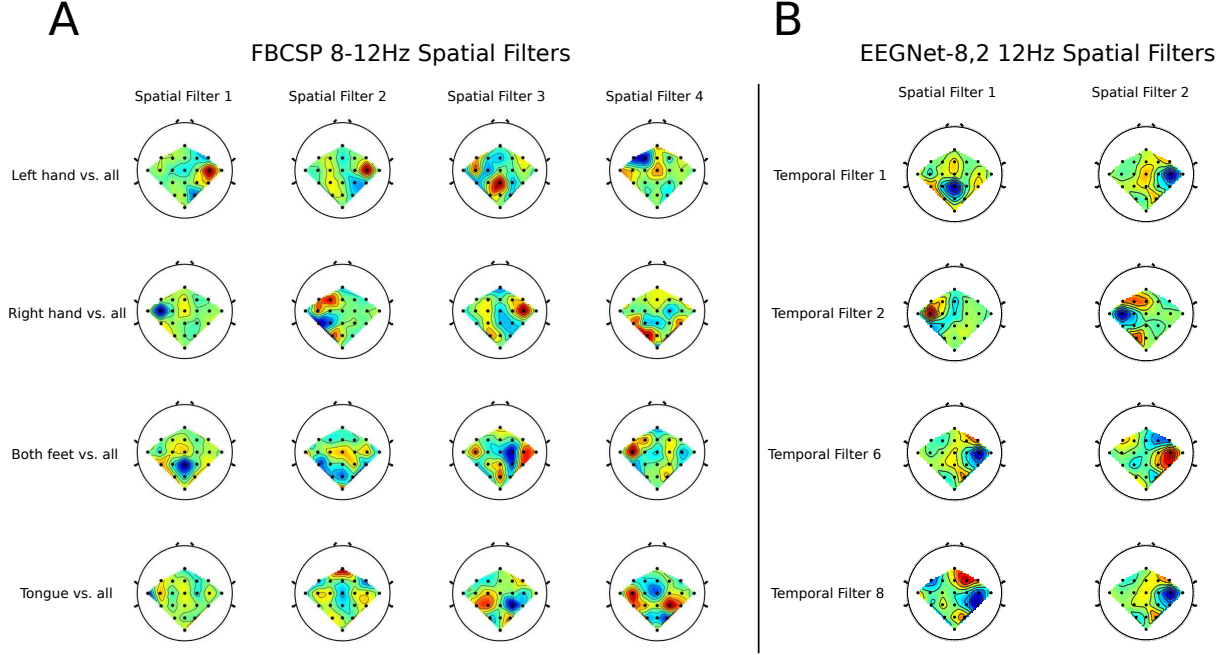 A
B
FBCSP 8-12Hz Spatial Filters
EEGNet-8,2 12Hz Spatial Filters
Spatial Filter 1
Spatial Filter 2
Spatial Filter 3
Spatial Filter 4
Spatial Filter 1
Spatial Filter 2
Left hand vs. all
Temporal Filter 1
Right hand vs. all
Temporal Filter 2
Both feet vs. all
Temporal Filter 6
Tongue vs. all
Temporal Filter 8